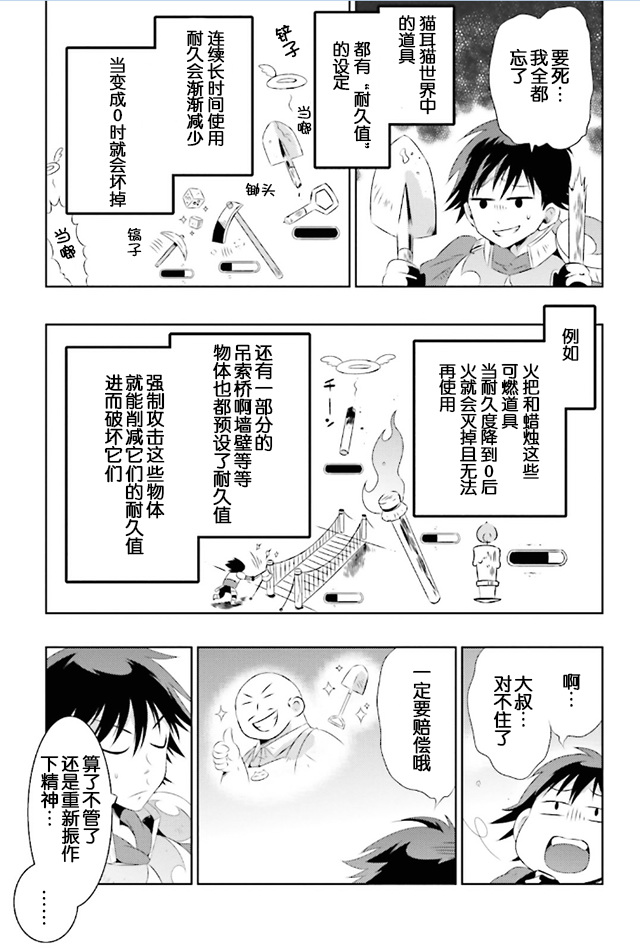 要死…
我全都
忘了
猫耳猫世界中
的道具
都有“耐久值”
的设定
连续长时间使用
耐久会渐渐减少
当变成0时就会坏掉
铲子
当啷
锄头
镐子
当啷
例如
火把和蜡烛这些
可燃道具
当耐久度降到0后
火就会灭掉且无法
再使用
チーン
还有一部分的
吊索桥啊墙壁等等
物体也都预设了耐久值
强制攻击这些物体
就能削减它们的耐久值
进而破坏它们
啊…
大叔…
对不住了
一定要赔偿哦
算了不管了
还是重新振作
下精神…
……